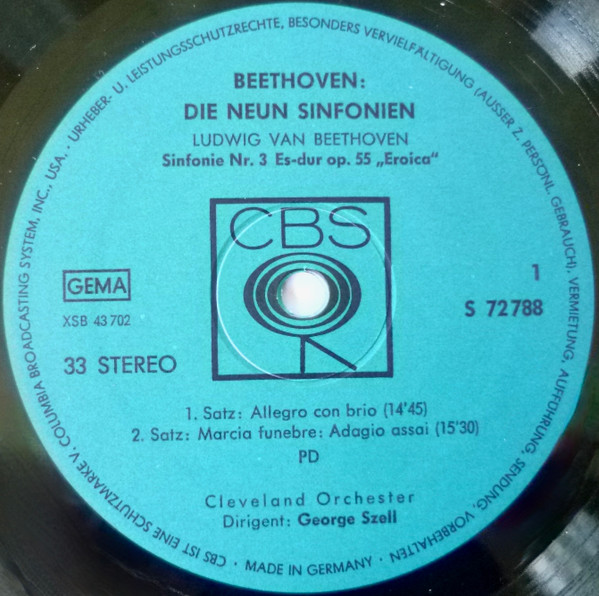 URHEBER- U. LEISTUNGSSCHUTZRECHTE, BESONDERS VERVIELFÄLTIGUNG (AUSSER Z. PERSONL. GEBRAUCH), VERMIETUNG, AUFFÜHRUNG, SENDUNG, VORBEHALTEN
BEETHOVEN:
DIE NEUN SINFONIEN
LUDWIG VAN BEETHOVEN
Sinfonie Nr. 3 Es-dur op. 55 „Eroica“
CBS
GEMA
XSB 43 702
33 STEREO
1
S 72 788
1. Satz: Allegro con brio (14'45)
2. Satz: Marcia funebre: Adagio assai (15'30)
PD
Cleveland Orchester
Dirigent: George Szell
CBS IST EINE SCHUTZMARKE V. COLUMBIA BROADCASTING SYSTEM, INC., USA. · MADE IN GERMANY ·